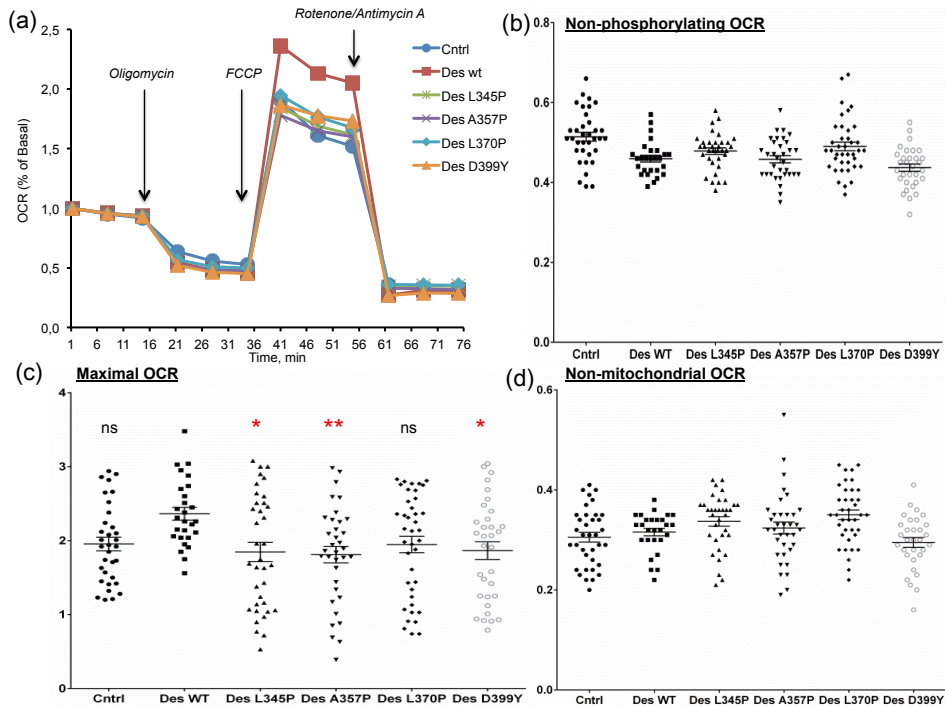 (a)
OCR (% of Basal)
2,5
2,0
1,5
1,0
0,5
0,0
Oligomycin
FCCP
Rotenone/Antimycin A
Cntrl
Des wt
Des L345P
Des A357P
Des L370P
Des D399Y
1 6 11 16 21 26 31 36 41 46 51 56 61 66 71 76
Time, min
(b)
Non-phosphorylating OCR
0.8
0.6
0.4
0.2
0.0
Cntrl Des WT Des L345P Des A357P Des L370P Des D399Y
(c)
Maximal OCR
4
3
2
1
0
ns * ** ns *
Cntrl Des WT Des L345P Des A357P Des L370P Des D399Y
(d)
Non-mitochondrial OCR
0.6
0.4
0.2
0.0
Cntrl Des WT Des L345P Des A357P Des L370P Des D399Y